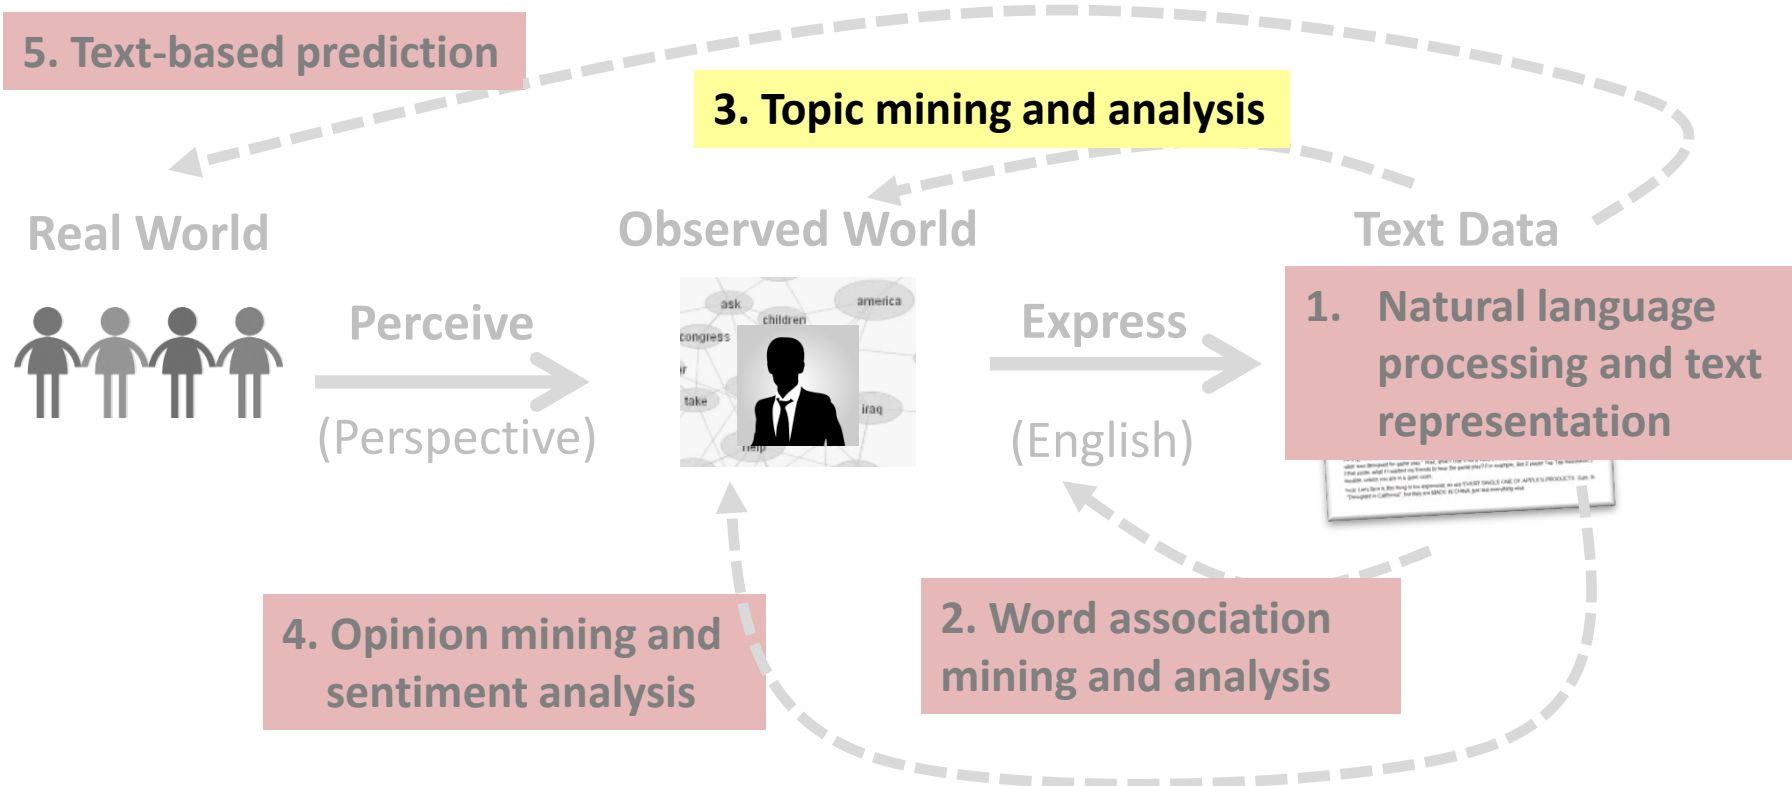 5. Text-based prediction
3. Topic mining and analysis
Real World
Observed World
Text Data
Perceive
(Perspective)
ask
america
children
congress
take
iraq
Express
(English)
1. Natural language
processing and text
representation
4. Opinion mining and
sentiment analysis
2. Word association
mining and analysis